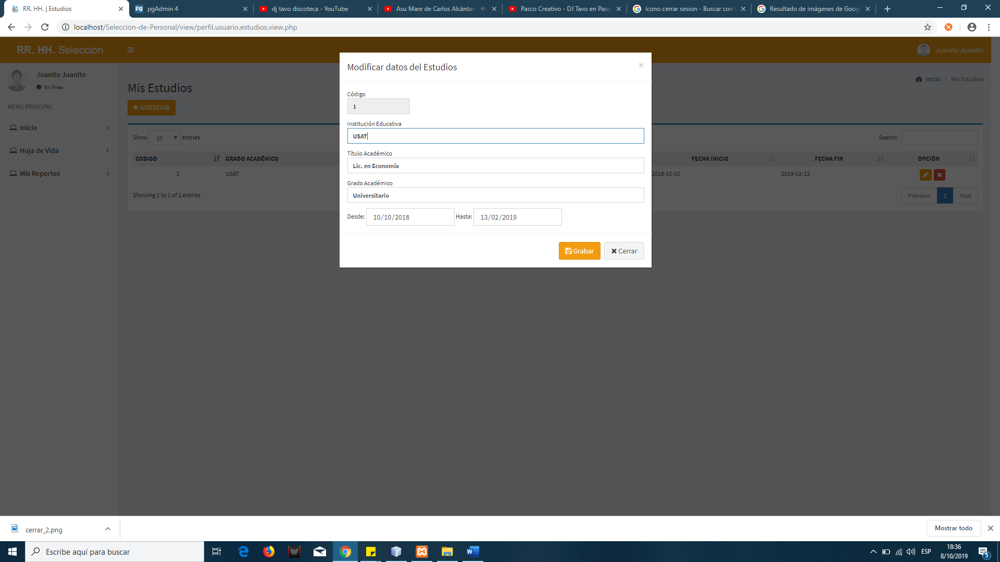 RR. HH. | Estudios
pgAdmin 4
dj tavo discoteca - YouTube
Asu Mare de Carlos Alcántara
Pasco Creativo - DJ Tavo en Pasc
ícono cerrar sesion - Buscar con
Resultado de imágenes de Goog
localhost/Seleccion-de-Personal/view/perfil.usuario.estudios.view.php
RR. HH. Seleccion
Juanito Juanito
Juanito Juanito
En línea
MENÚ PRINCIPAL
Inicio
Hoja de Vida
Mis Reportes
Mis Estudios
Inicio > Mis Estudios
AGREGAR
Show 10 entries
Search:
CODIGO GRADO ACADÉMICO FECHA INICIO FECHA FIN OPCIÓN
1 USAT 2018-10-10 2019-02-13
Showing 1 to 1 of 1 entries
Previous 1 Next
Modificar datos del Estudios
×
Código
1
Institución Educativa
USAT
Título Académico
Lic. en Economía
Grado Académico
Universitario
Desde: 10/10/2018 Hasta: 13/02/2019
Grabar Cerrar
cerrar_2.png
Mostrar todo
Escribe aquí para buscar
ESP
18:36
8/10/2019
5